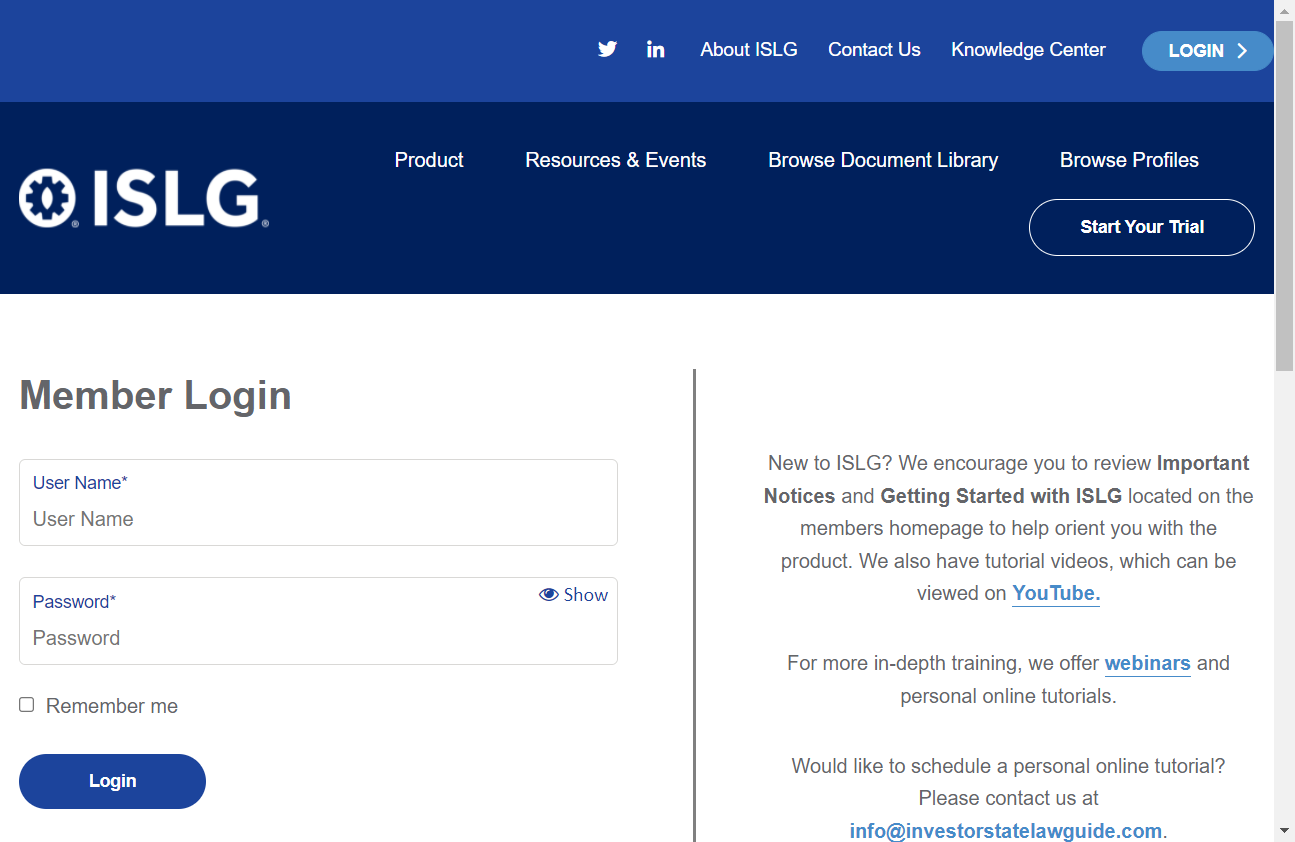 About ISLG Contact Us Knowledge Center LOGIN
ISLG
Product Resources & Events Browse Document Library Browse Profiles
Start Your Trial
Member Login
User Name*
User Name
Password* Show
Password
Remember me
Login
New to ISLG? We encourage you to review Important
Notices and Getting Started with ISLG located on the
members homepage to help orient you with the
product. We also have tutorial videos, which can be
viewed on YouTube.
For more in-depth training, we offer webinars and
personal online tutorials.
Would like to schedule a personal online tutorial?
Please contact us at
info@investorstatelawguide.com.